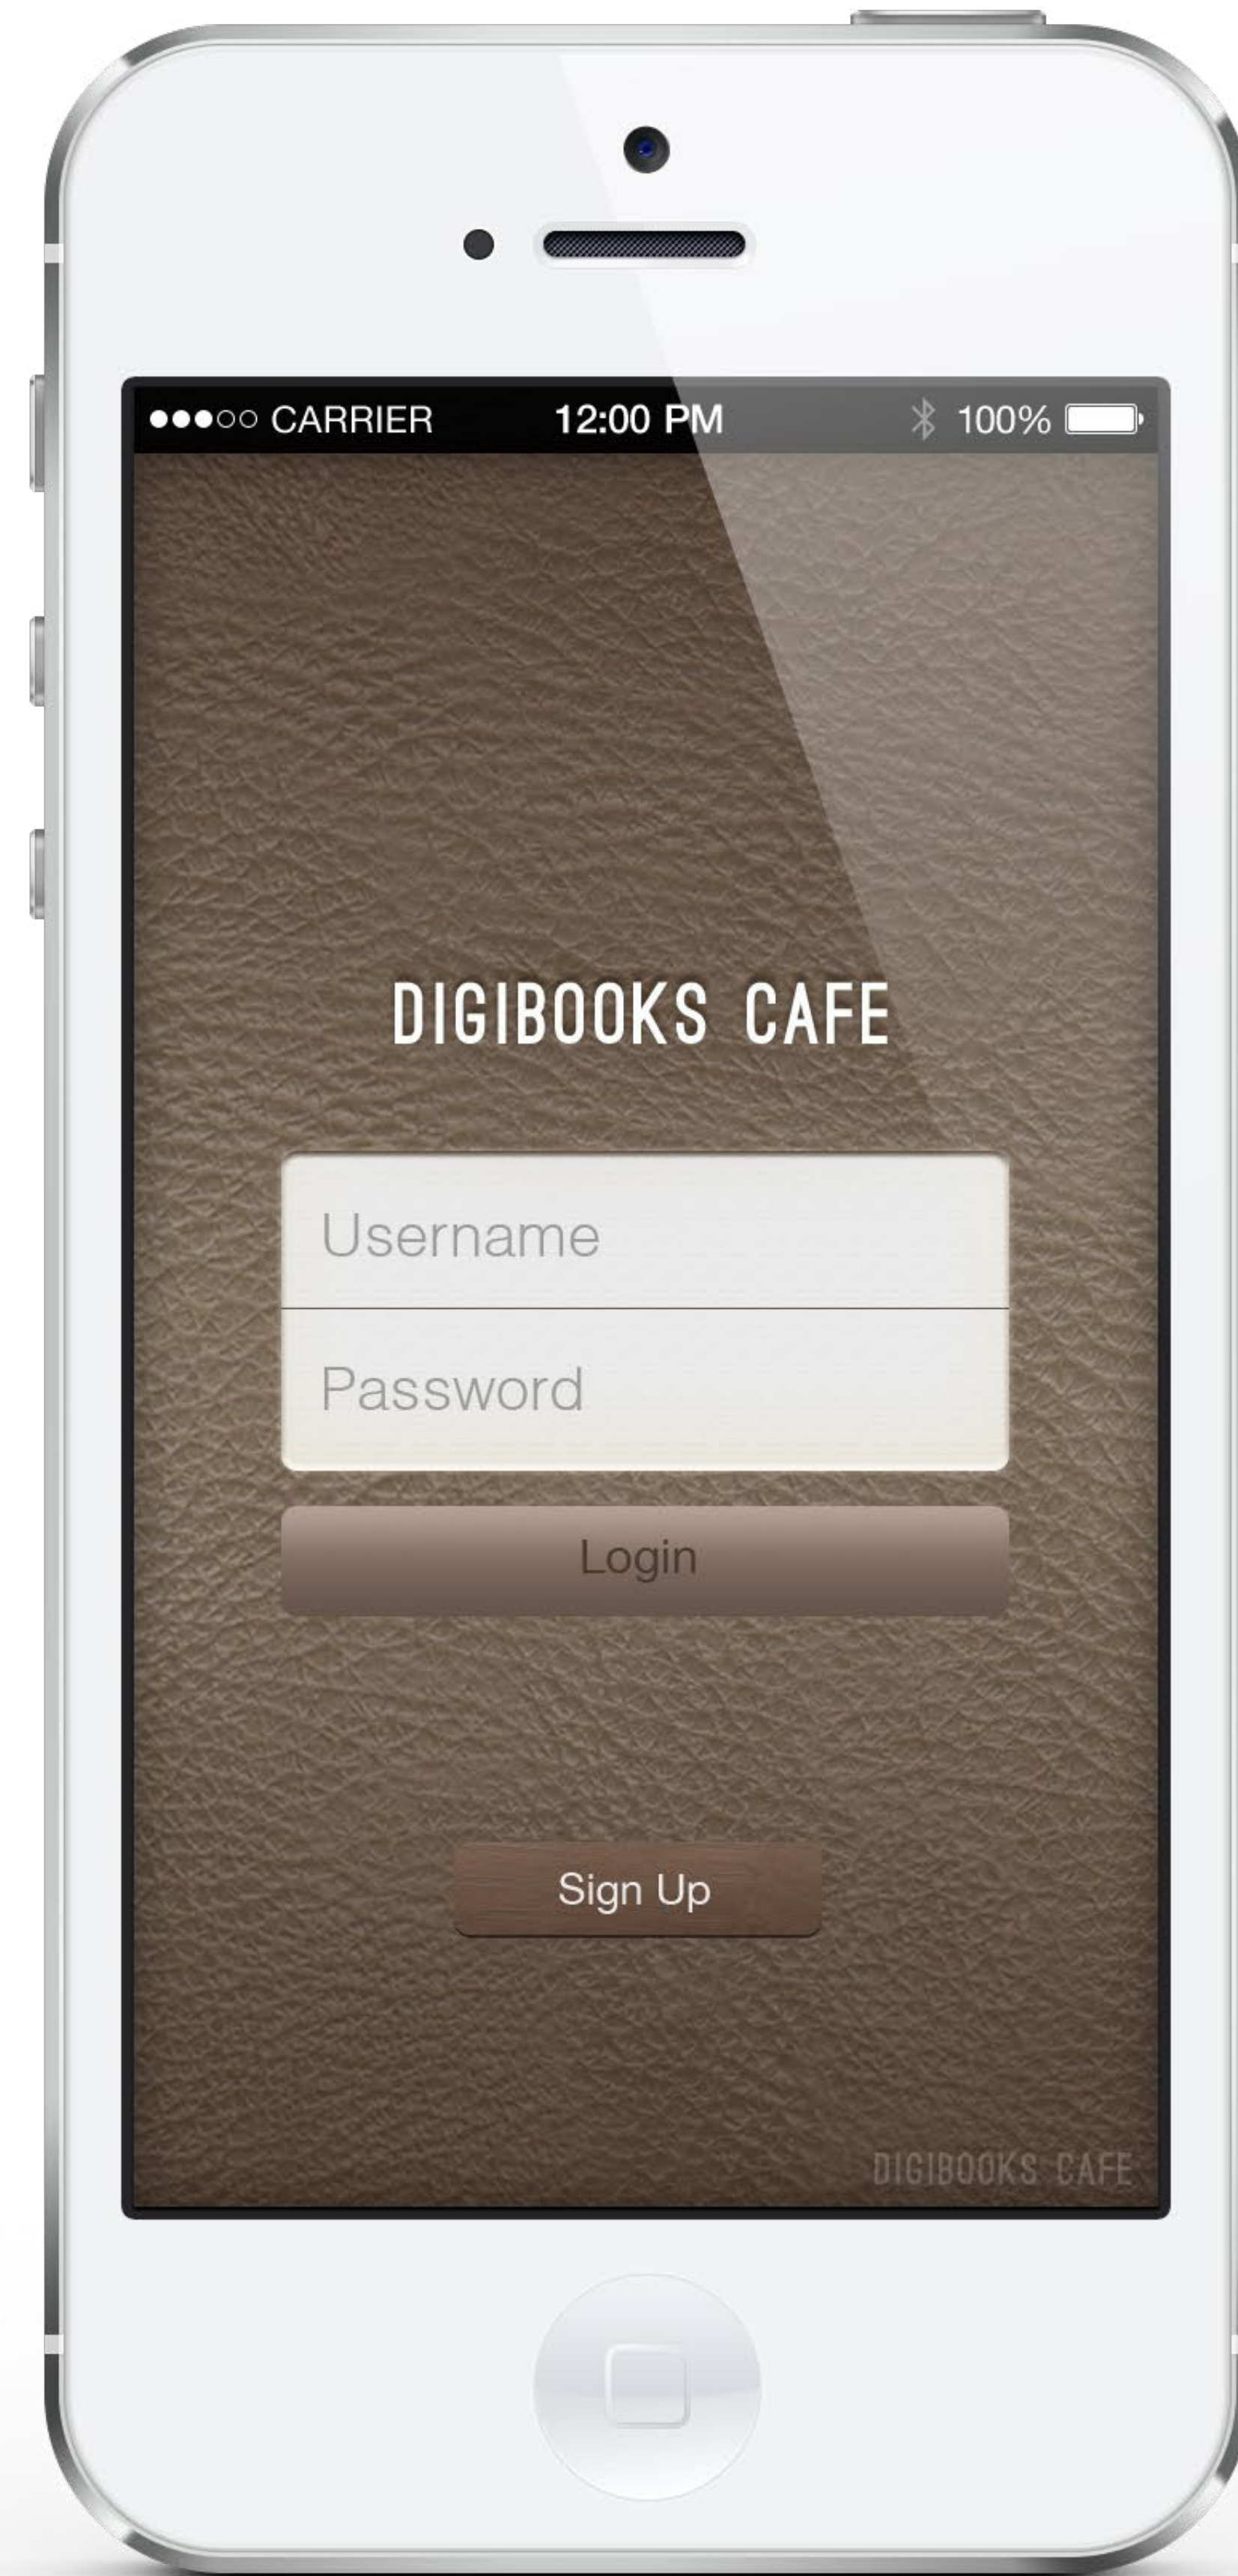 CARRIER 12:00 PM 100%
DIGIBOOKS CAFE
Username
Password
Login
Sign Up
DIGIBOOKS CAFE